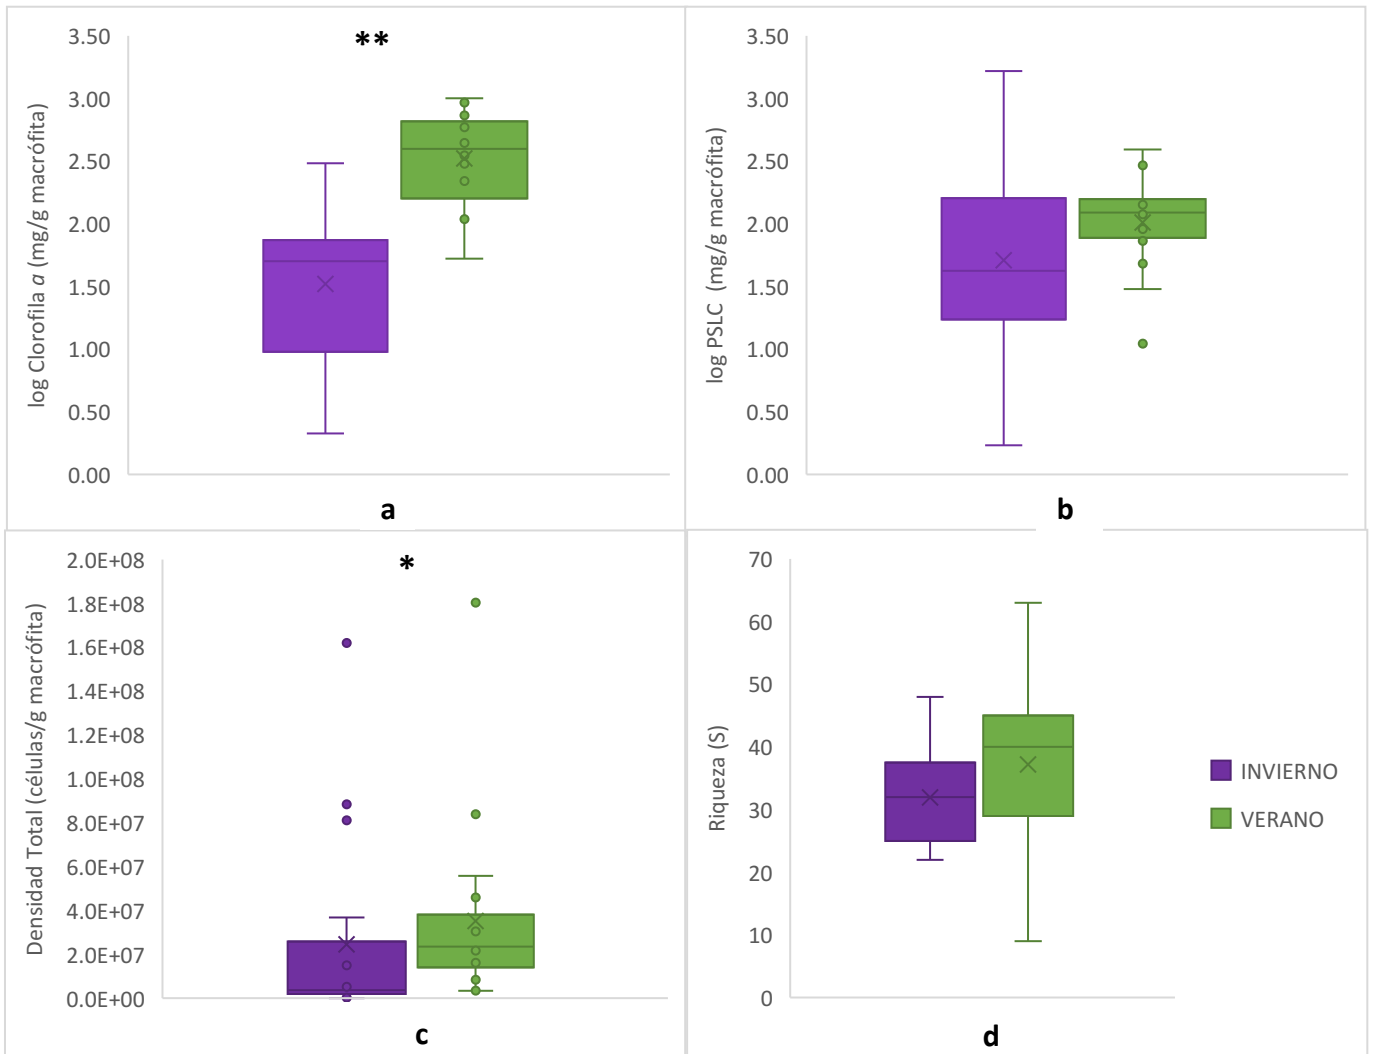 **
3.50
3.00
2.50
2.00
1.50
1.00
0.50
0.00
log Clorofila a (mg/g macrófita)
a
3.50
3.00
2.50
2.00
1.50
1.00
0.50
0.00
log PSLC (mg/g macrófita)
b
*
2.0E+08
1.8E+08
1.6E+08
1.4E+08
1.2E+08
1.0E+08
8.0E+07
6.0E+07
4.0E+07
2.0E+07
0.0E+00
Densidad Total (células/g macrófita)
c
70
60
50
40
30
20
10
0
Riqueza (S)
d
INVIERNO
VERANO